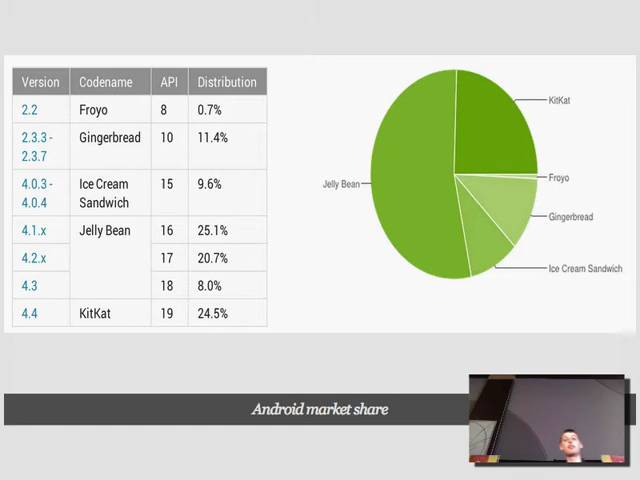 Version Codename API Distribution
2.2 Froyo 8 0.7%
2.3.3 - Gingerbread 10 11.4%
2.3.7
4.0.3 - Ice Cream 15 9.6%
4.0.4 Sandwich
4.1.x Jelly Bean 16 25.1%
4.2.x 17 20.7%
4.3 18 8.0%
4.4 KitKat 19 24.5%
KitKat
Froyo
Jelly Bean
Gingerbread
Ice Cream Sandwich
Android market share